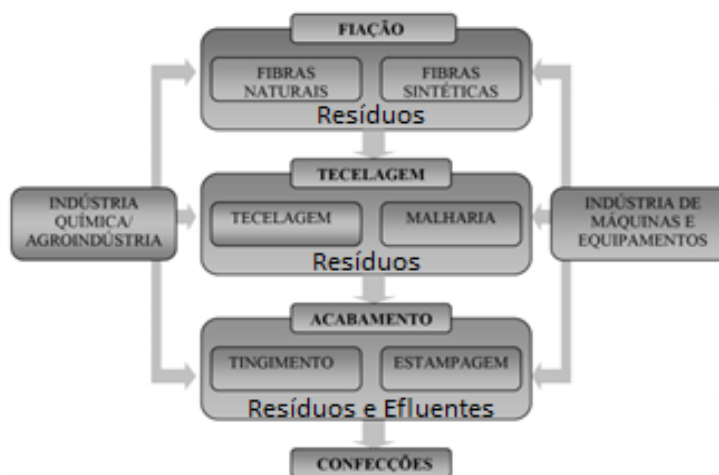 FIAÇÃO
FIBRAS
NATURAIS
FIBRAS
SINTÉTICAS
Resíduos
TECELAGEM
INDÚSTRIA
QUÍMICA/
AGROINDÚSTRIA
TECELAGEM
MALHARIA
INDÚSTRIA DE
MÁQUINAS E
EQUIPAMENTOS
Resíduos
ACABAMENTO
TINGIMENTO
ESTAMPAGEM
Resíduos e Efluentes
CONFECÇÕES